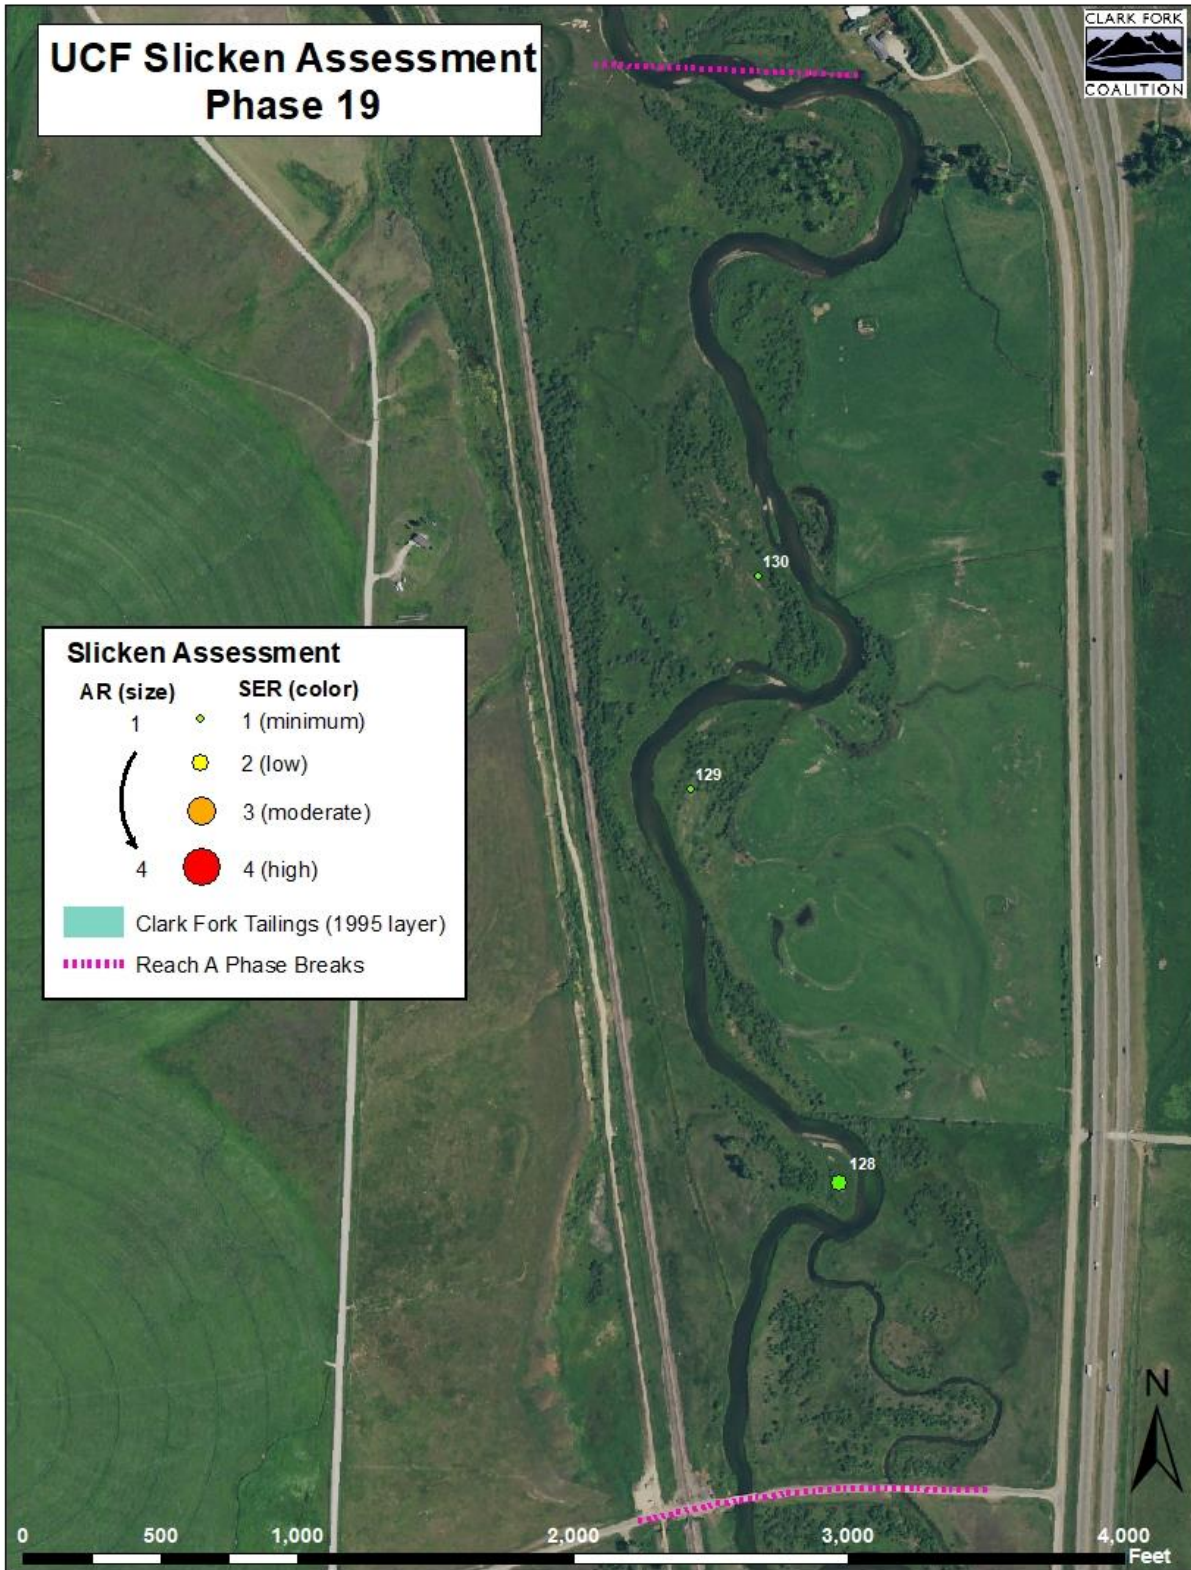 UCF Slicken Assessment
Phase 19
CLARK FORK
COALITION
130
129
128
Slicken Assessment
AR (size) SER (color)
1 1 (minimum)
2 (low)
3 (moderate)
4 4 (high)
Clark Fork Tailings (1995 layer)
Reach A Phase Breaks
N
0 500 1,000 2,000 3,000 4,000
Feet